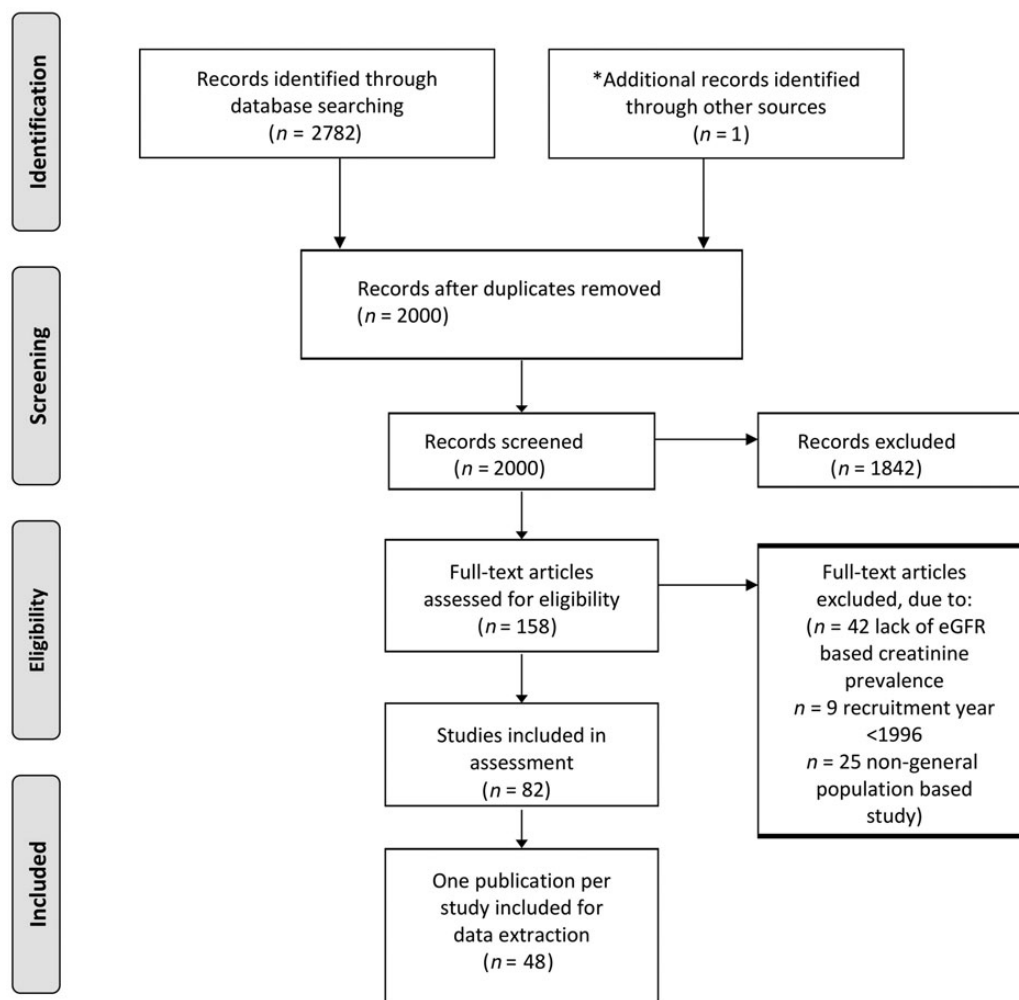 Identification
Records identified through
database searching
(n = 2782)
*Additional records identified
through other sources
(n = 1)
Screening
Records after duplicates removed
(n = 2000)
Records screened
(n = 2000)
Records excluded
(n = 1842)
Eligibility
Full-text articles
assessed for eligibility
(n = 158)
Full-text articles
excluded, due to:
(n = 42 lack of eGFR
based creatinine
prevalence
n = 9 recruitment year
<1996
n = 25 non-general
population based
study)
Studies included in
assessment
(n = 82)
Included
One publication per
study included for
data extraction
(n = 48)